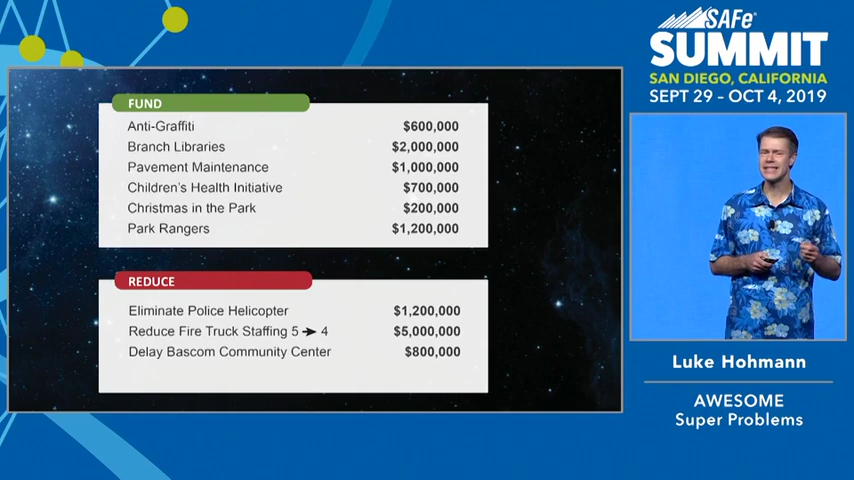 FUND
Anti-Graffiti $600,000
Branch Libraries $2,000,000
Pavement Maintenance $1,000,000
Children's Health Initiative $700,000
Christmas in the Park $200,000
Park Rangers $1,200,000
REDUCE
Eliminate Police Helicopter $1,200,000
Reduce Fire Truck Staffing 5 → 4 $5,000,000
Delay Bascom Community Center $800,000
SAFe®
SUMMIT
SAN DIEGO, CALIFORNIA
SEPT 29 – OCT 4, 2019
Luke Hohmann
AWESOME
Super Problems